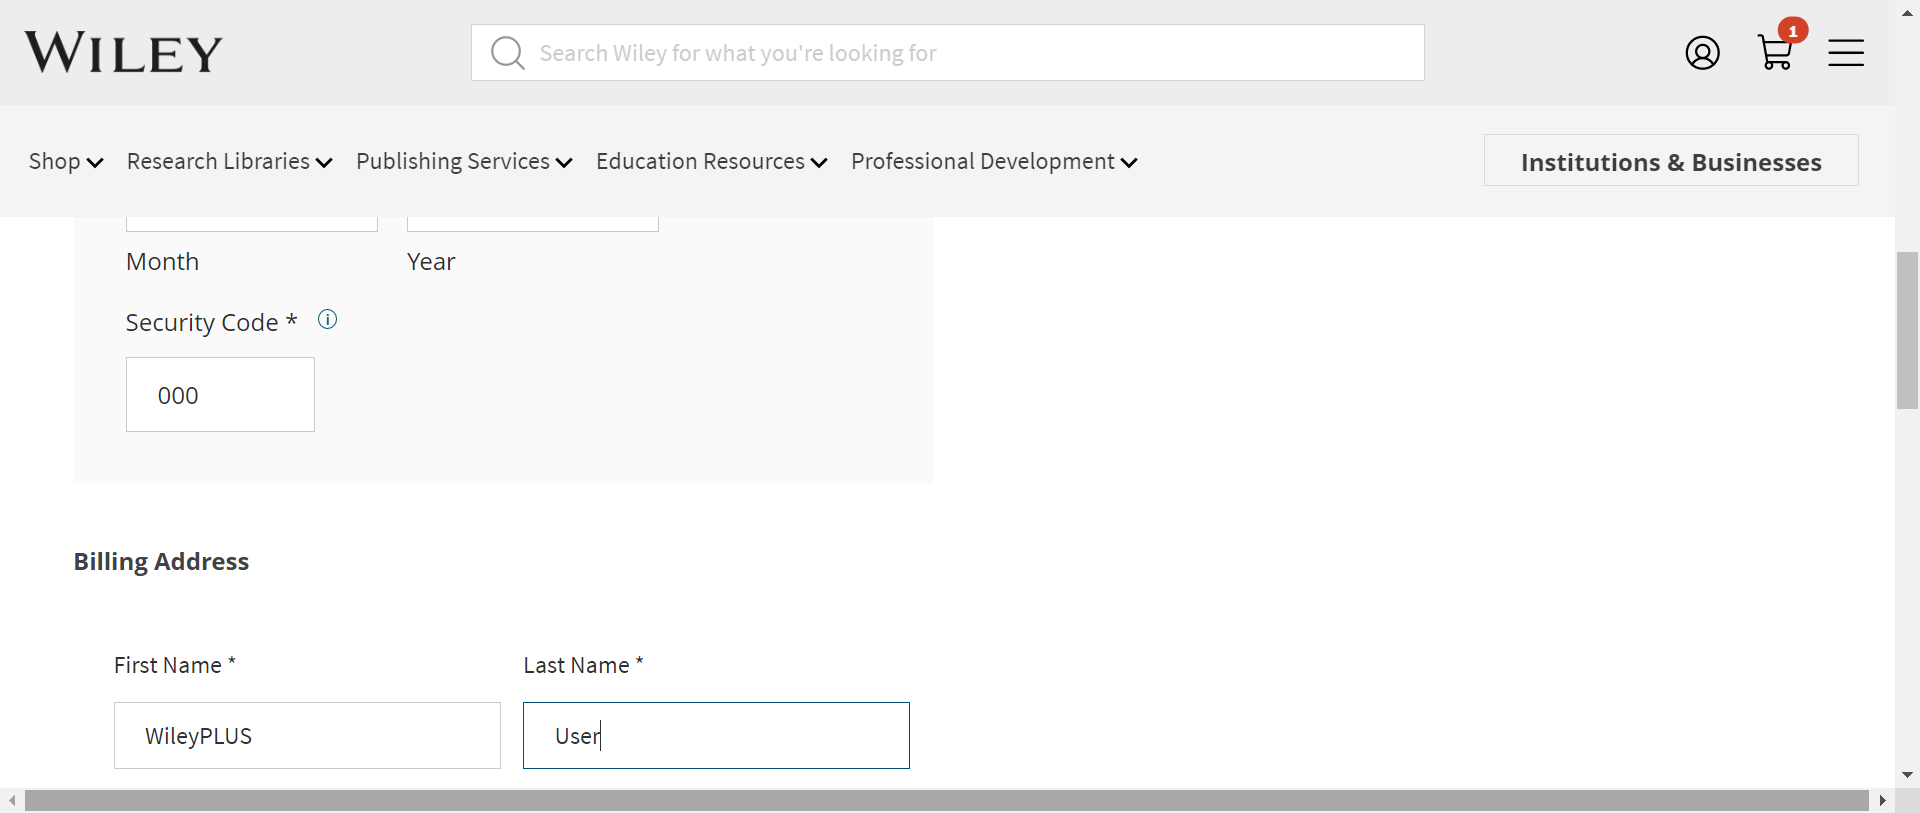 WILEY
Search Wiley for what you're looking for
1
Shop Research Libraries Publishing Services Education Resources Professional Development
Institutions & Businesses
Month Year
Security Code *
000
Billing Address
First Name * Last Name *
WileyPLUS User